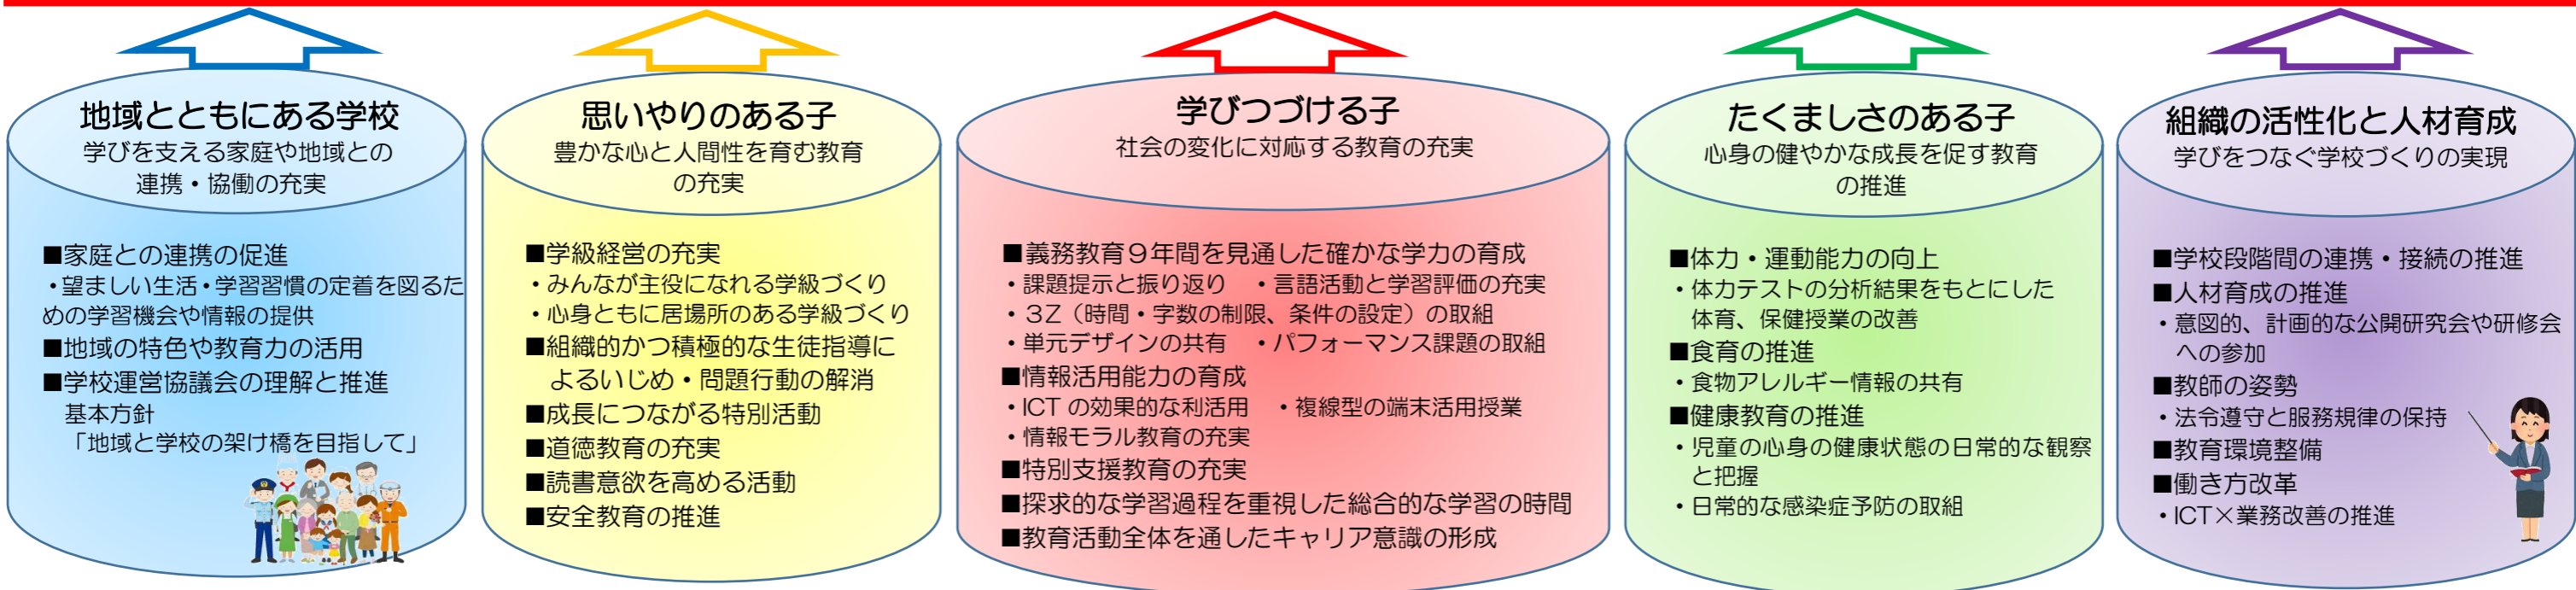 地域とともにある学校
学びを支える家庭や地域との
連携・協働の充実
■家庭との連携の促進
・望ましい生活・学習習慣の定着を図るた
めの学習機会や情報の提供
■地域の特色や教育力の活用
■学校運営協議会の理解と推進
基本方針
「地域と学校の架け橋を目指して」
思いやりのある子
豊かな心と人間性を育む教育
の充実
■学級経営の充実
・みんなが主役になれる学級づくり
・心身ともに居場所のある学級づくり
■組織的かつ積極的な生徒指導に
よるいじめ・問題行動の解消
■成長につながる特別活動
■道徳教育の充実
■読書意欲を高める活動
■安全教育の推進
学びつづける子
社会の変化に対応する教育の充実
■義務教育９年間を見通した確かな学力の育成
・課題提示と振り返り　・言語活動と学習評価の充実
・３Z（時間・字数の制限、条件の設定）の取組
・単元デザインの共有　・パフォーマンス課題の取組
■情報活用能力の育成
・ICT の効果的な利活用　・複線型の端末活用授業
・情報モラル教育の充実
■特別支援教育の充実
■探求的な学習過程を重視した総合的な学習の時間
■教育活動全体を通したキャリア意識の形成
たくましさのある子
心身の健やかな成長を促す教育
の推進
■体力・運動能力の向上
・体力テストの分析結果をもとにした
体育、保健授業の改善
■食育の推進
・食物アレルギー情報の共有
■健康教育の推進
・児童の心身の健康状態の日常的な観察
と把握
・日常的な感染症予防の取組
組織の活性化と人材育成
学びをつなぐ学校づくりの実現
■学校段階間の連携・接続の推進
■人材育成の推進
・意図的、計画的な公開研究会や研修会
への参加
■教師の姿勢
・法令遵守と服務規律の保持
■教育環境整備
■働き方改革
・ICT×業務改善の推進